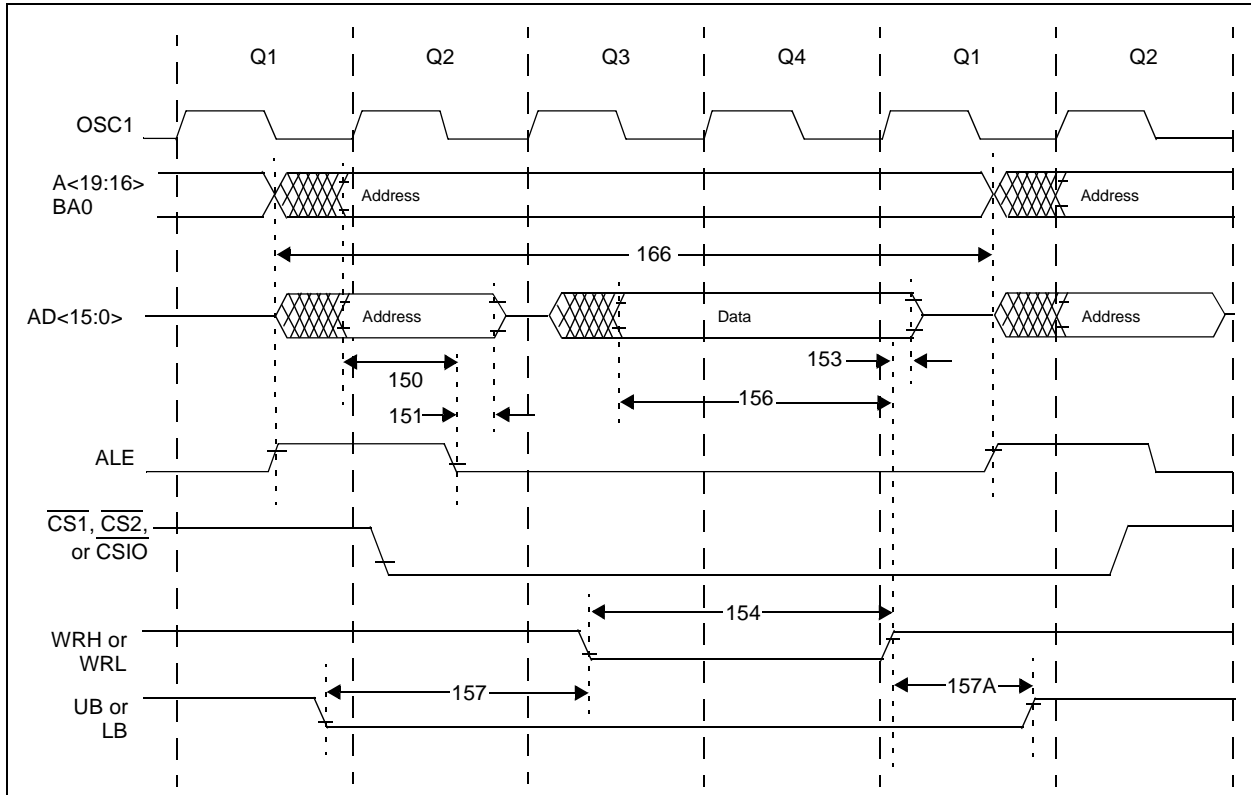 Q1 Q2 Q3 Q4 Q1 Q2
OSC1
A<19:16>
BA0
Address Address
166
AD<15:0>
Address Data Address
153
150
156
151
ALE
CS1, CS2,
or CSIO
154
WRH or
WRL
157 157A
UB or
LB